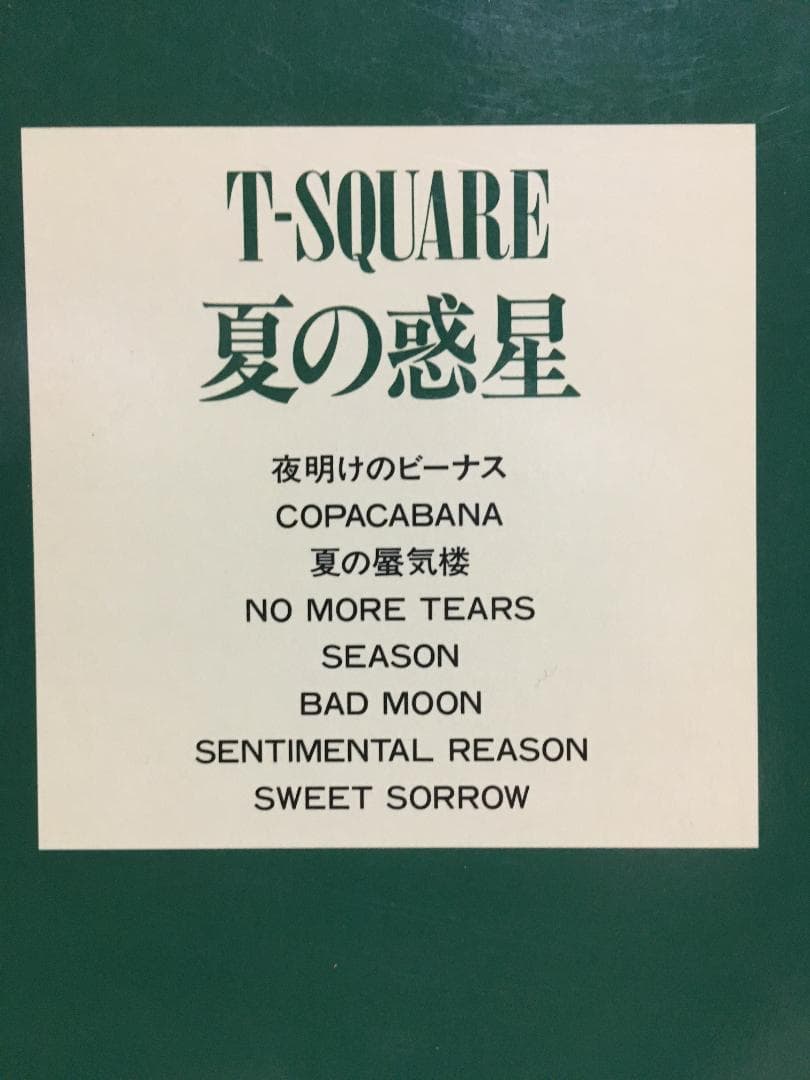 T-SQUARE
夏の惑星
夜明けのビーナス
COPACABANA
夏の蜃気楼
NO MORE TEARS
SEASON
BAD MOON
SENTIMENTAL REASON
SWEET SORROW